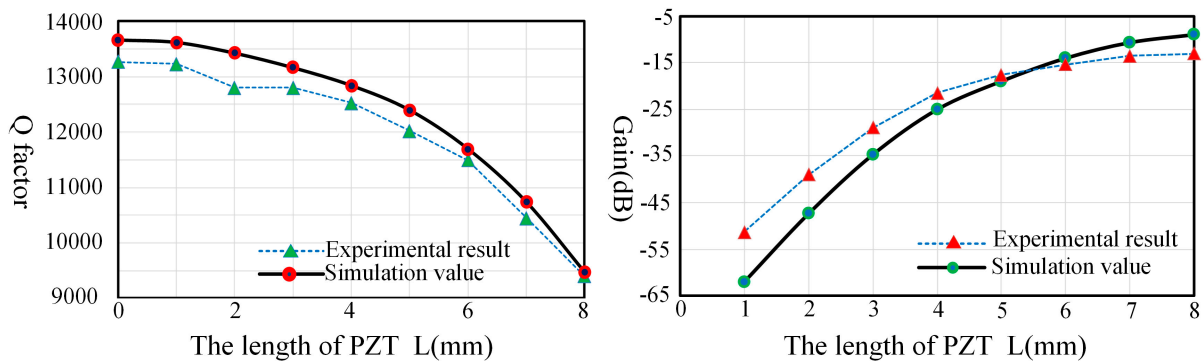 14000
13000
12000
11000
10000
9000
Q factor
Experimental result
Simulation value
0 1 2 3 4 5 6 7 8
The length of PZT L(mm)
-5
-15
-25
-35
-45
-55
-65
Gain(dB)
Experimental result
Simulation value
0 1 2 3 4 5 6 7 8
The length of PZT L(mm)